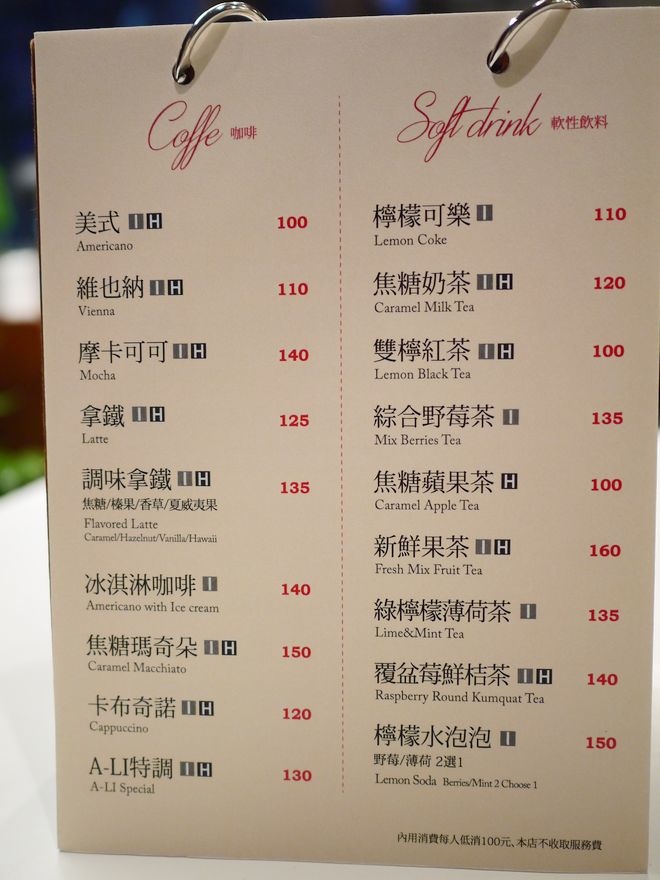 Coffe 咖啡
美式 I H 100
Americano
維也納 I H 110
Vienna
摩卡可可 I H 140
Mocha
拿鐵 I H 125
Latte
調味拿鐵 I H 135
焦糖/榛果/香草/夏威夷果
Flavored Latte
Caramel/Hazelnut/Vanilla/Hawaii
冰淇淋咖啡 I 140
Americano with Ice cream
焦糖瑪奇朵 I H 150
Caramel Macchiato
卡布奇諾 I H 120
Cappuccino
A-LI特調 I H 130
A-LI Special
Soft drink 軟性飲料
檸檬可樂 I 110
Lemon Coke
焦糖奶茶 I H 120
Caramel Milk Tea
雙檸紅茶 I H 100
Lemon Black Tea
綜合野莓茶 I 135
Mix Berries Tea
焦糖蘋果茶 H 100
Caramel Apple Tea
新鮮果茶 I H 160
Fresh Mix Fruit Tea
綠檸檬薄荷茶 I 135
Lime&Mint Tea
覆盆莓鮮桔茶 I H 140
Raspberry Round Kumquat Tea
檸檬水泡泡 I 150
野莓/薄荷 2選1
Lemon Soda Berries/Mint 2 Choose 1
內用消費每人低消100元、本店不收取服務費